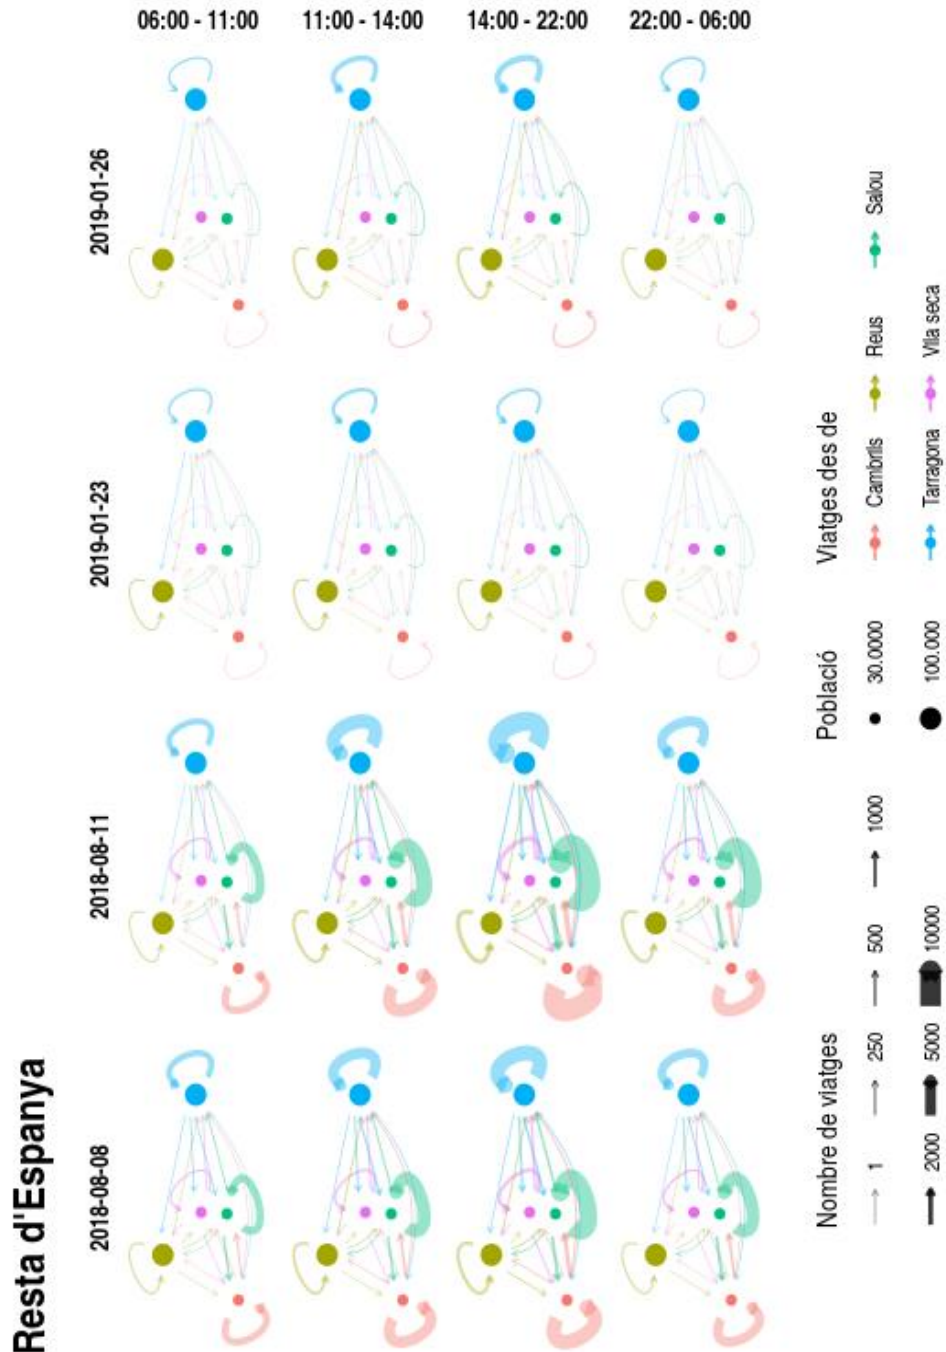 Resta d'Espanya
06:00 - 11:00
11:00 - 14:00
14:00 - 22:00
22:00 - 06:00
2018-08-08
2018-08-11
2019-01-23
2019-01-26
Nombre de viatges
1
250
500
1000
2000
5000
10000
Població
30.0000
100.000
Viatges des de
Cambrils
Reus
Salou
Tarragona
Vila seca